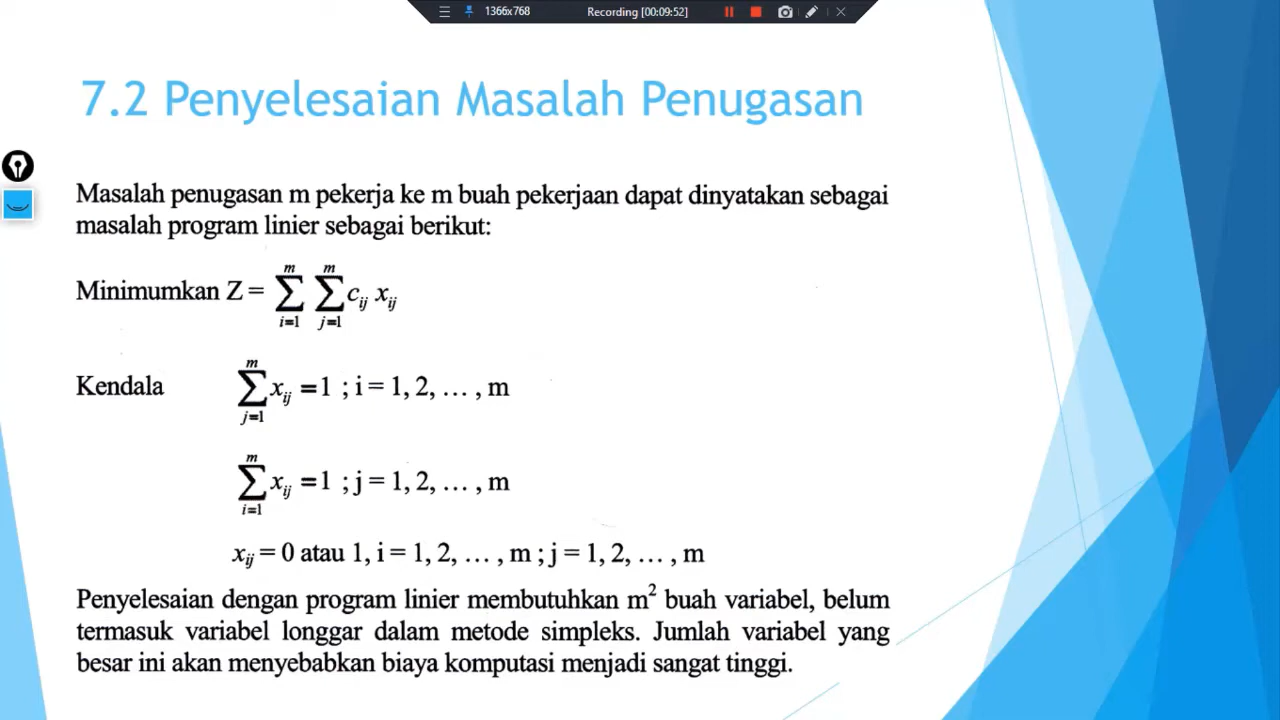 1366x768
Recording [00:09:52]
7.2 Penyelesaian Masalah Penugasan
Masalah penugasan m pekerja ke m buah pekerjaan dapat dinyatakan sebagai
masalah program linier sebagai berikut:
Minimumkan Z = ∑_{i=1}^{m} ∑_{j=1}^{m} c_{ij} x_{ij}
Kendala ∑_{j=1}^{m} x_{ij} = 1 ; i = 1, 2, … , m
∑_{i=1}^{m} x_{ij} = 1 ; j = 1, 2, … , m
x_{ij} = 0 atau 1, i = 1, 2, … , m ; j = 1, 2, … , m
Penyelesaian dengan program linier membutuhkan m² buah variabel, belum
termasuk variabel longgar dalam metode simpleks. Jumlah variabel yang
besar ini akan menyebabkan biaya komputasi menjadi sangat tinggi.